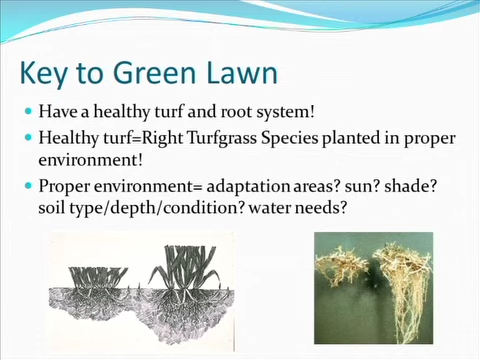 Key to Green Lawn
Have a healthy turf and root system!
Healthy turf=Right Turfgrass Species planted in proper
environment!
Proper environment= adaptation areas? sun? shade?
soil type/depth/condition? water needs?